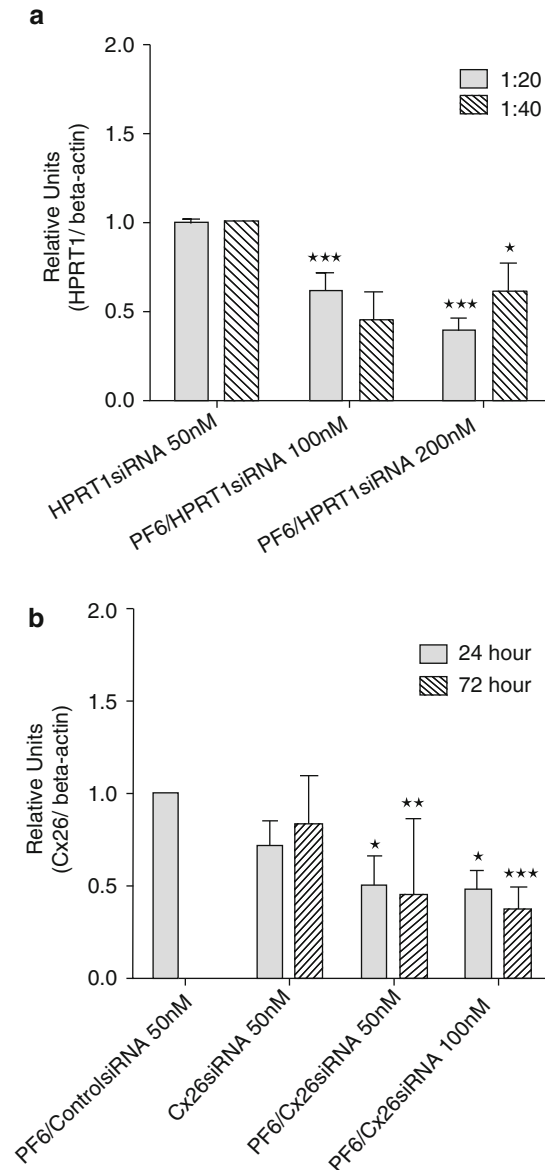 a
2.0
1.5
1.0
0.5
0.0
Relative Units
(HPRT1/ beta-actin)
1:20
1:40
★★★
★★★
★
HPRT1siRNA 50nM
PF6/HPRT1siRNA 100nM
PF6/HPRT1siRNA 200nM
b
2.0
1.5
1.0
0.5
0.0
Relative Units
(Cx26/ beta-actin)
24 hour
72 hour
★
★★
★
★★★
PF6/ControlsiRNA 50nM
Cx26siRNA 50nM
PF6/Cx26siRNA 50nM
PF6/Cx26siRNA 100nM